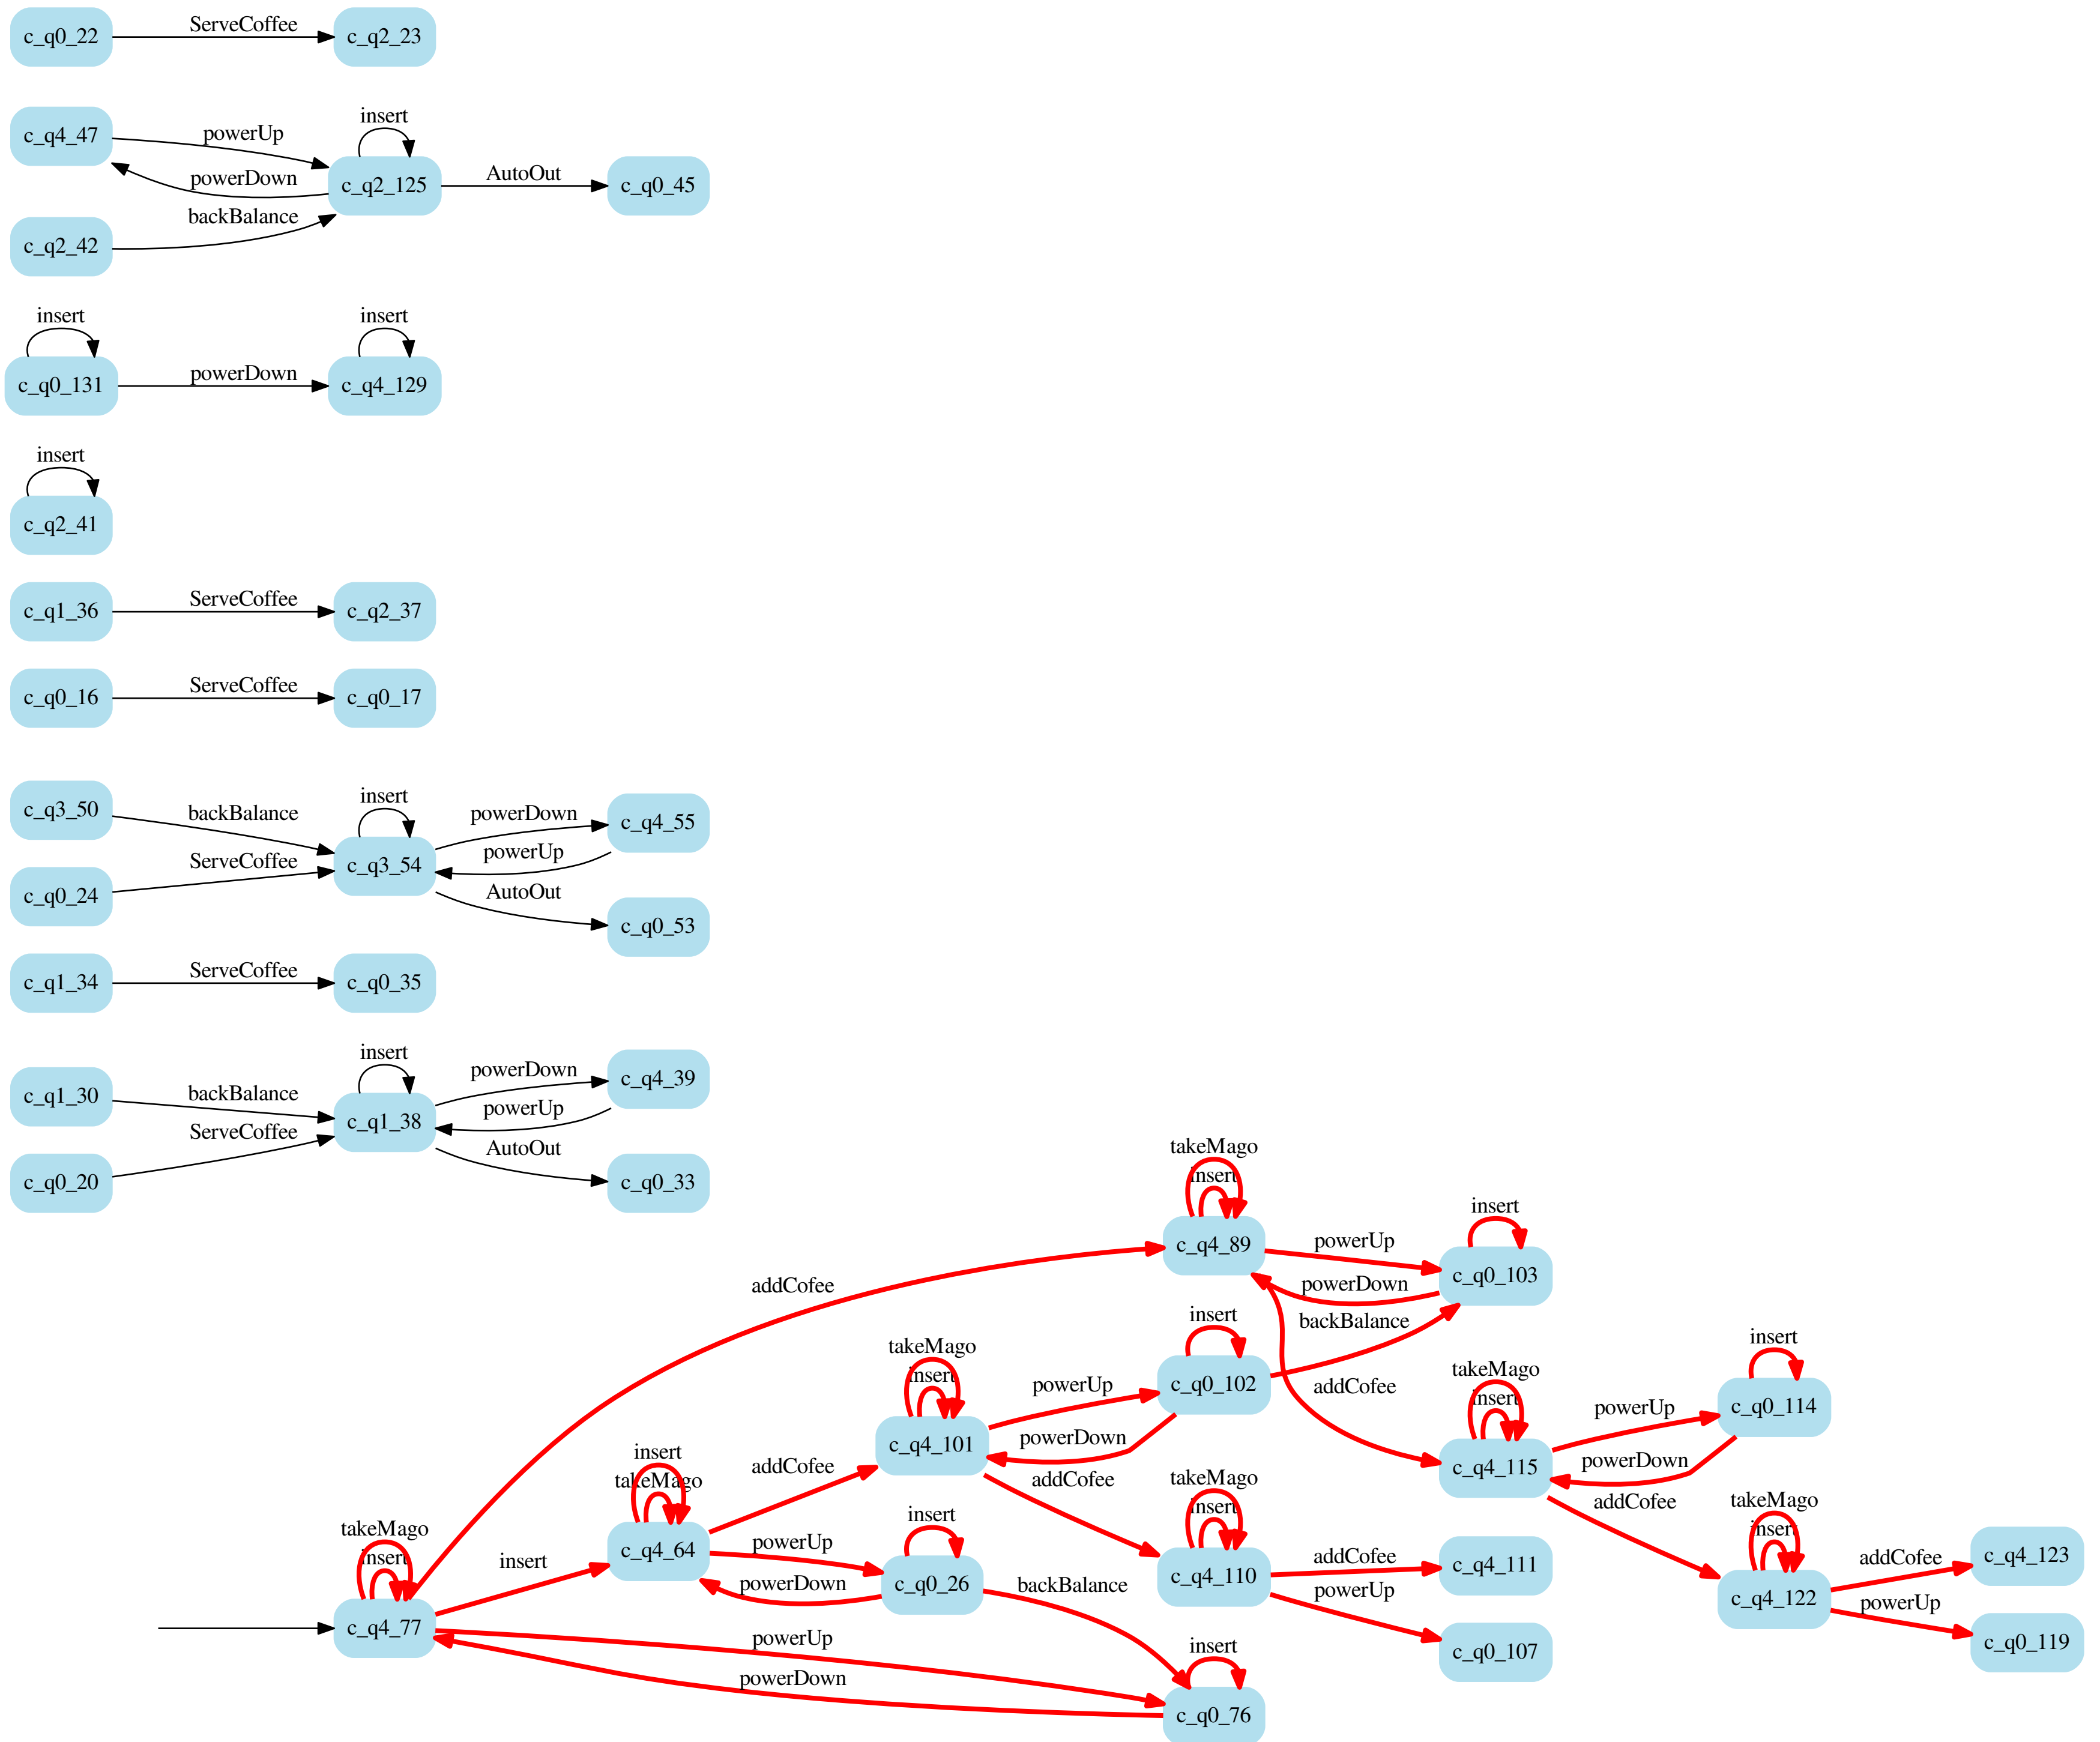 c_q0_22
ServeCoffee
c_q2_23
c_q4_47
powerUp
insert
powerDown
c_q2_125
AutoOut
c_q0_45
backBalance
c_q2_42
insert
insert
c_q0_131
powerDown
c_q4_129
insert
c_q2_41
c_q1_36
ServeCoffee
c_q2_37
c_q0_16
ServeCoffee
c_q0_17
c_q3_50
backBalance
insert
powerDown
c_q4_55
ServeCoffee
c_q3_54
powerUp
c_q0_24
AutoOut
c_q0_53
c_q1_34
ServeCoffee
c_q0_35
c_q1_30
backBalance
insert
powerDown
c_q4_39
ServeCoffee
c_q1_38
powerUp
c_q0_20
AutoOut
c_q0_33
takeMago
insert
c_q4_89
powerUp
insert
c_q0_103
powerDown
addCofee
backBalance
insert
c_q0_102
takeMago
insert
powerUp
c_q4_101
powerDown
addCofee
addCofee
takeMago
insert
c_q4_115
powerUp
insert
c_q0_114
powerDown
addCofee
insert
takeMago
addCofee
c_q4_64
powerUp
insert
c_q0_26
powerDown
backBalance
addCofee
takeMago
insert
c_q4_110
addCofee
c_q4_111
powerUp
c_q0_107
takeMago
insert
c_q4_122
addCofee
c_q4_123
powerUp
c_q0_119
takeMago
insert
insert
c_q4_77
powerUp
powerDown
insert
c_q0_76